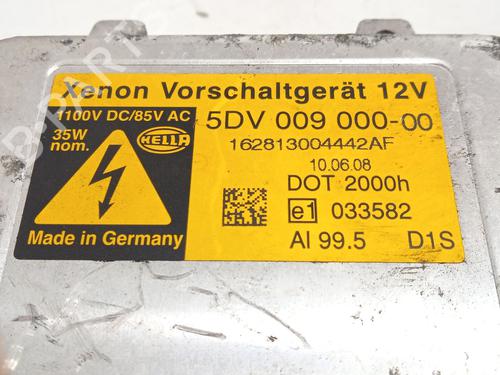 Xenon Vorschaltgerät 12V
1100V DC/85V AC
35W
nom.
HELLA
Made in Germany
5DV 009 000-00
162813004442AF
10.06.08
DOT 2000h
e1 033582
Al 99.5 D1S
B-PARTS